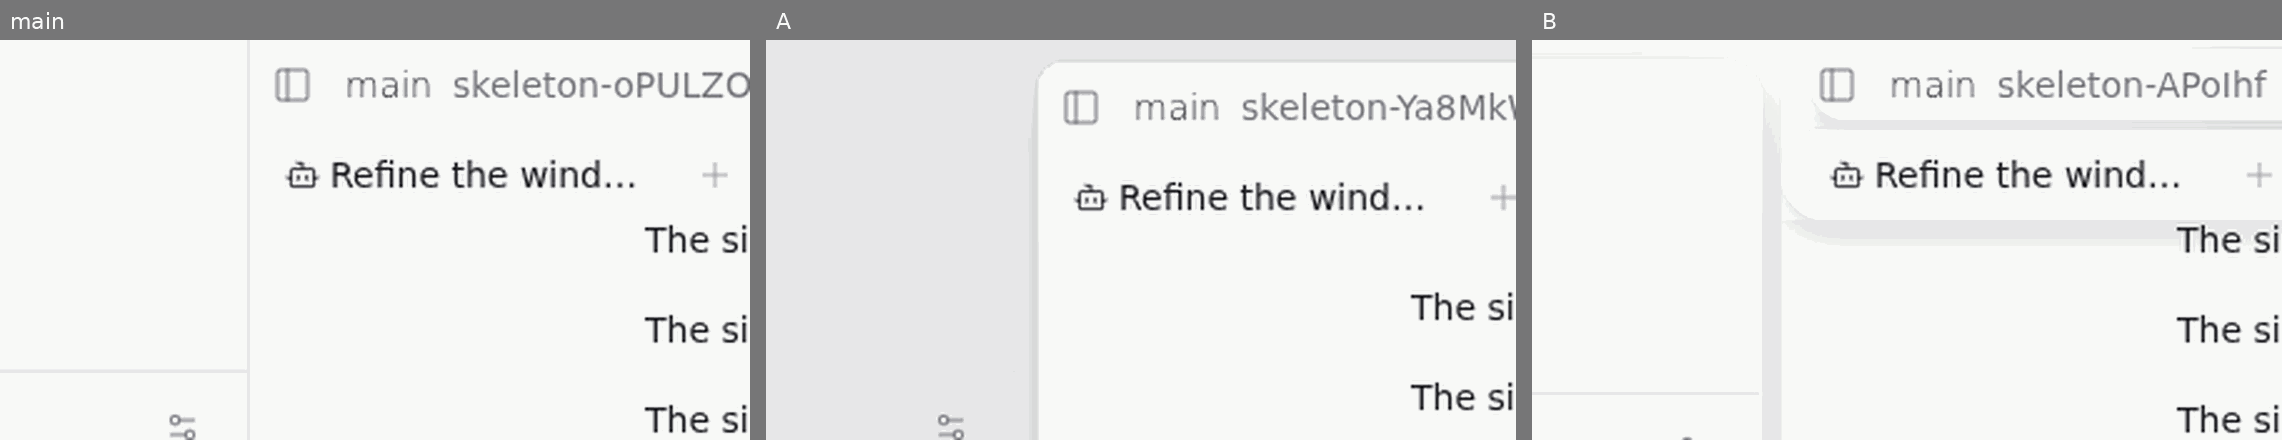 main
A
B
main skeleton-oPULZO
Refine the wind...
The si
The si
The si
main skeleton-Ya8Mk
Refine the wind...
The si
The si
main skeleton-APoIhf
Refine the wind...
The si
The si
The si